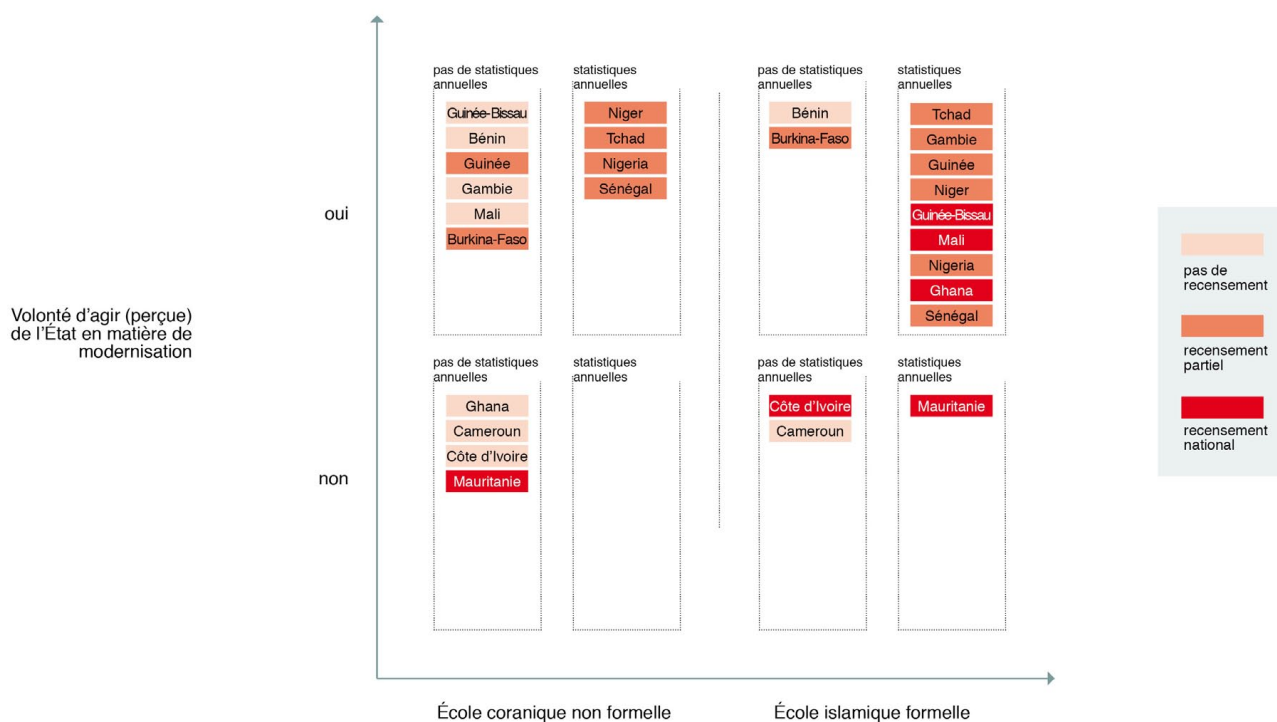 pas de statistiques
annuelles
Guinée-Bissau
Bénin
Guinée
Gambie
Mali
Burkina-Faso
statistiques
annuelles
Niger
Tchad
Nigeria
Sénégal
pas de statistiques
annuelles
Bénin
Burkina-Faso
statistiques
annuelles
Tchad
Gambie
Guinée
Niger
Guinée-Bissau
Mali
Nigeria
Ghana
Sénégal
oui
Volonté d'agir (perçue)
de l'État en matière de
modernisation
pas de statistiques
annuelles
Ghana
Cameroun
Côte d'Ivoire
Mauritanie
statistiques
annuelles
pas de statistiques
annuelles
Côte d'Ivoire
Cameroun
statistiques
annuelles
Mauritanie
non
École coranique non formelle
École islamique formelle
pas de
recensement
recensement
partiel
recensement
national